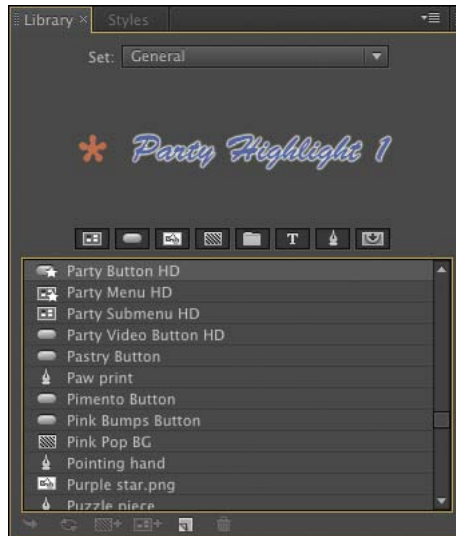 Library × Styles
Set: General
* Party Highlight 1
T
Party Button HD
Party Menu HD
Party Submenu HD
Party Video Button HD
Pastry Button
Paw print
Pimento Button
Pink Bumps Button
Pink Pop BG
Pointing hand
Purple star.png
Puzzle piece